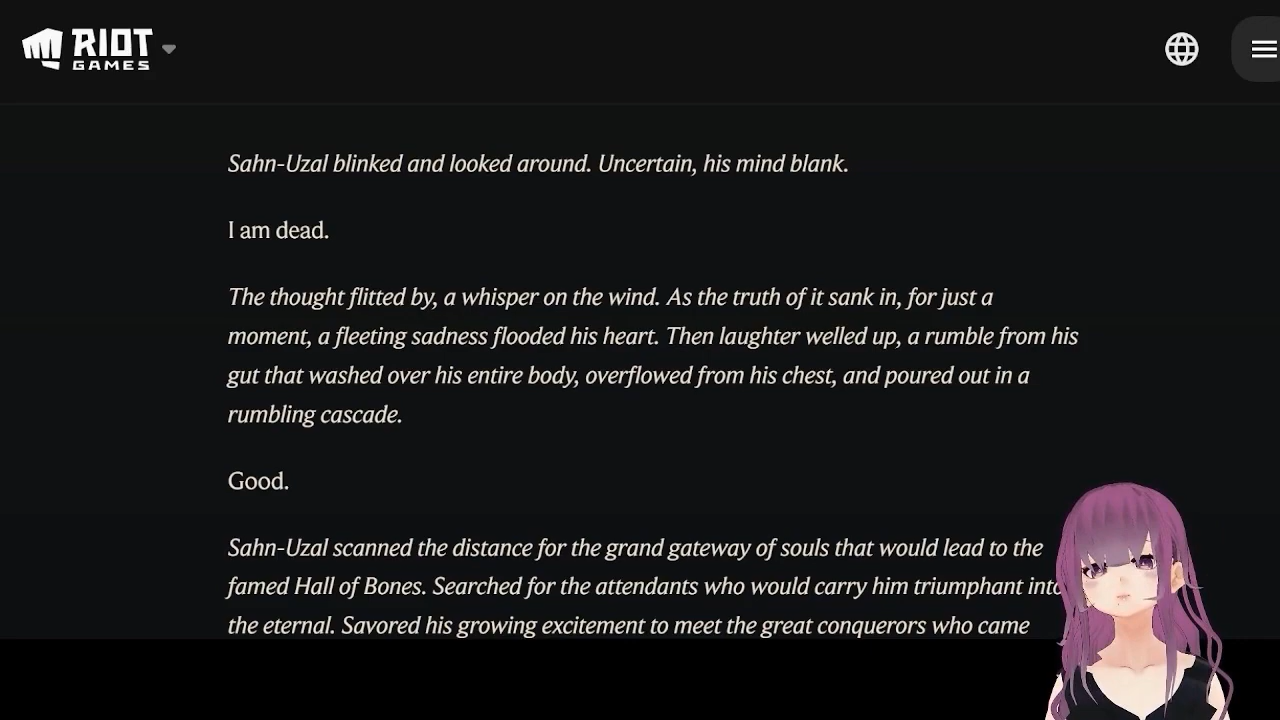 RIOT
GAMES
Sahn-Uzal blinked and looked around. Uncertain, his mind blank.
I am dead.
The thought flitted by, a whisper on the wind. As the truth of it sank in, for just a
moment, a fleeting sadness flooded his heart. Then laughter welled up, a rumble from his
gut that washed over his entire body, overflowed from his chest, and poured out in a
rumbling cascade.
Good.
Sahn-Uzal scanned the distance for the grand gateway of souls that would lead to the
famed Hall of Bones. Searched for the attendants who would carry him triumphant into
the eternal. Savored his growing excitement to meet the great conquerors who came